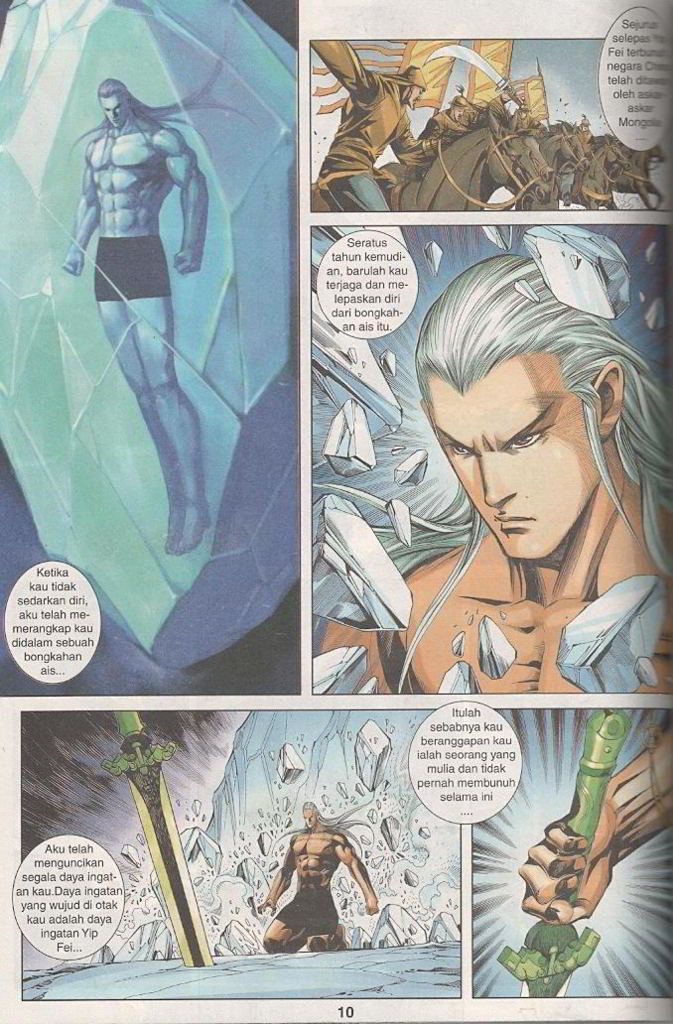 Ketika
kau tidak
sedarkan diri,
aku telah me-
merangkap kau
didalam sebuah
bongkahan
ais...
selepas
Fei
negara
telah
oleh
askar
Mongolia
...
Seratus
tahun kemudi-
an, barulah kau
terjaga dan me-
lepaskan diri
dari bongkah-
an ais itu.
Aku telah
menguncikan
segala daya ingat-
an kau.Daya ingatan
yang wujud di otak
kau adalah daya
ingatan Yip
Fei...
Itulah
sebabnya kau
beranggapan kau
ialah seorang yang
mulia dan tidak
pernah membunuh
selama ini
....
10